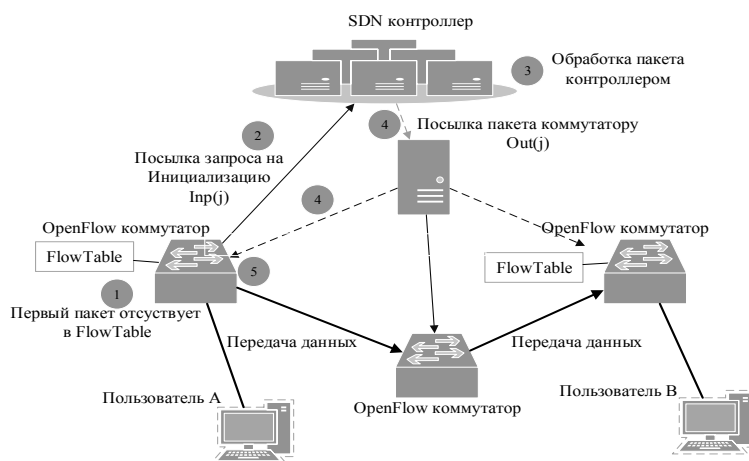 SDN контроллер
3
Обработка пакета
контроллером
2
Посылка запроса на
Инициализацию
Inp(j)
4
Посылка пакета коммутатору
Out(j)
4
OpenFlow коммутатор
FlowTable
5
1
Первый пакет отсуствует
в FlowTable
OpenFlow коммутатор
FlowTable
Передача данных
Передача данных
OpenFlow коммутатор
Пользователь А
Пользователь В